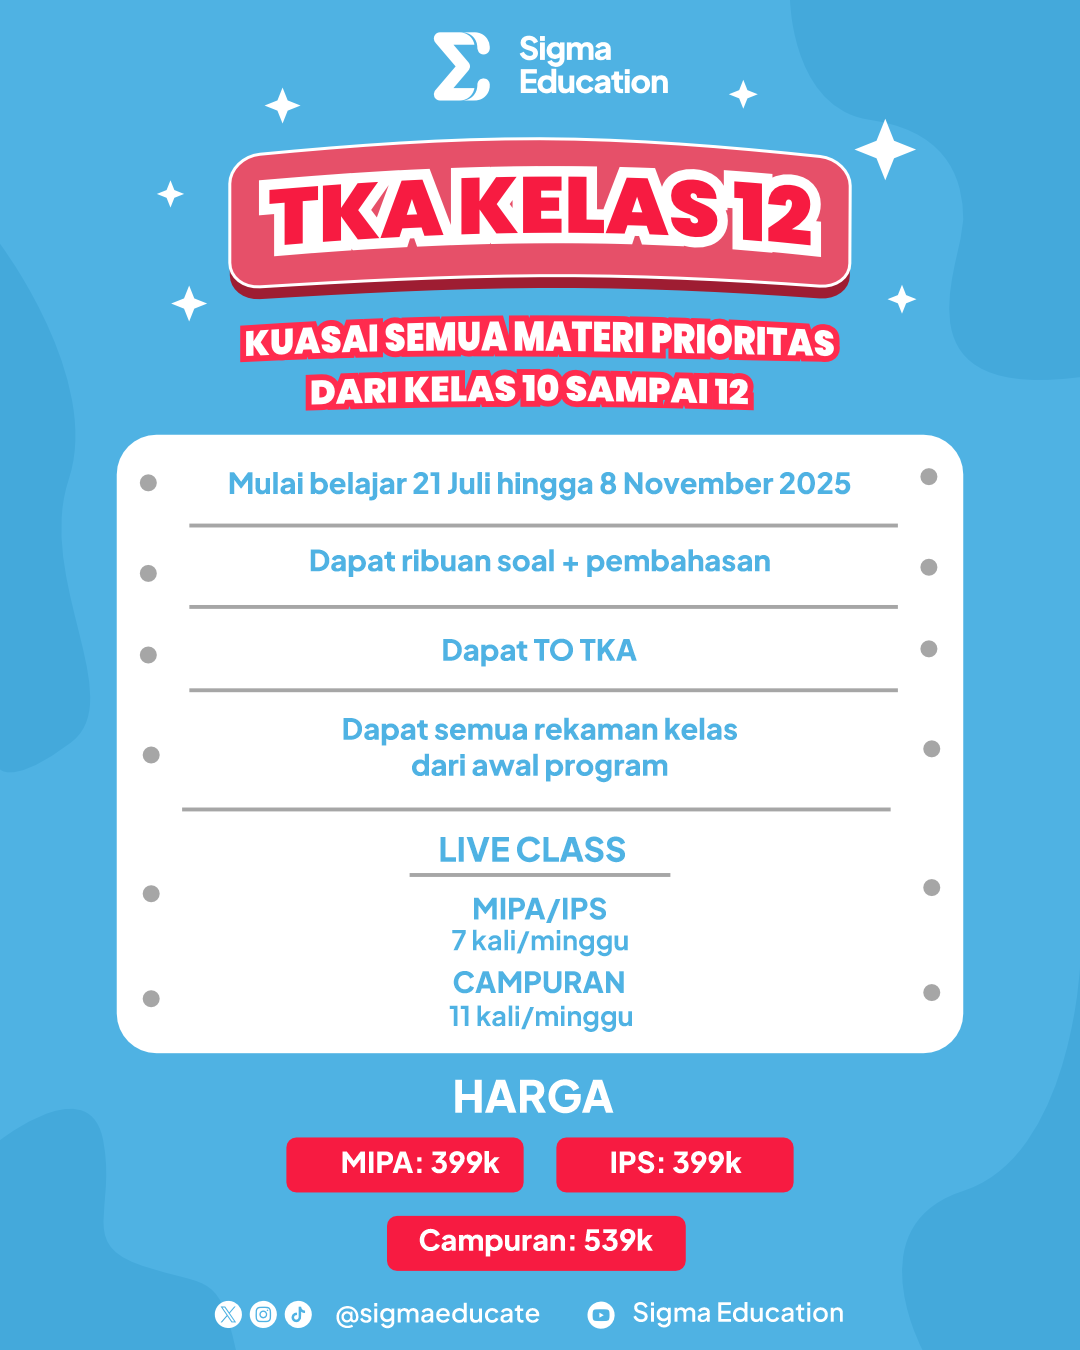 Sigma
Education
TKA KELAS 12
KUASAI SEMUA MATERI PRIORITAS
DARI KELAS 10 SAMPAI 12
Mulai belajar 21 Juli hingga 8 November 2025
Dapat ribuan soal + pembahasan
Dapat TO TKA
Dapat semua rekaman kelas
dari awal program
LIVE CLASS
MIPA/IPS
7 kali/minggu
CAMPURAN
11 kali/minggu
HARGA
MIPA: 399k
IPS: 399k
Campuran: 539k
@sigmaeducate
Sigma Education